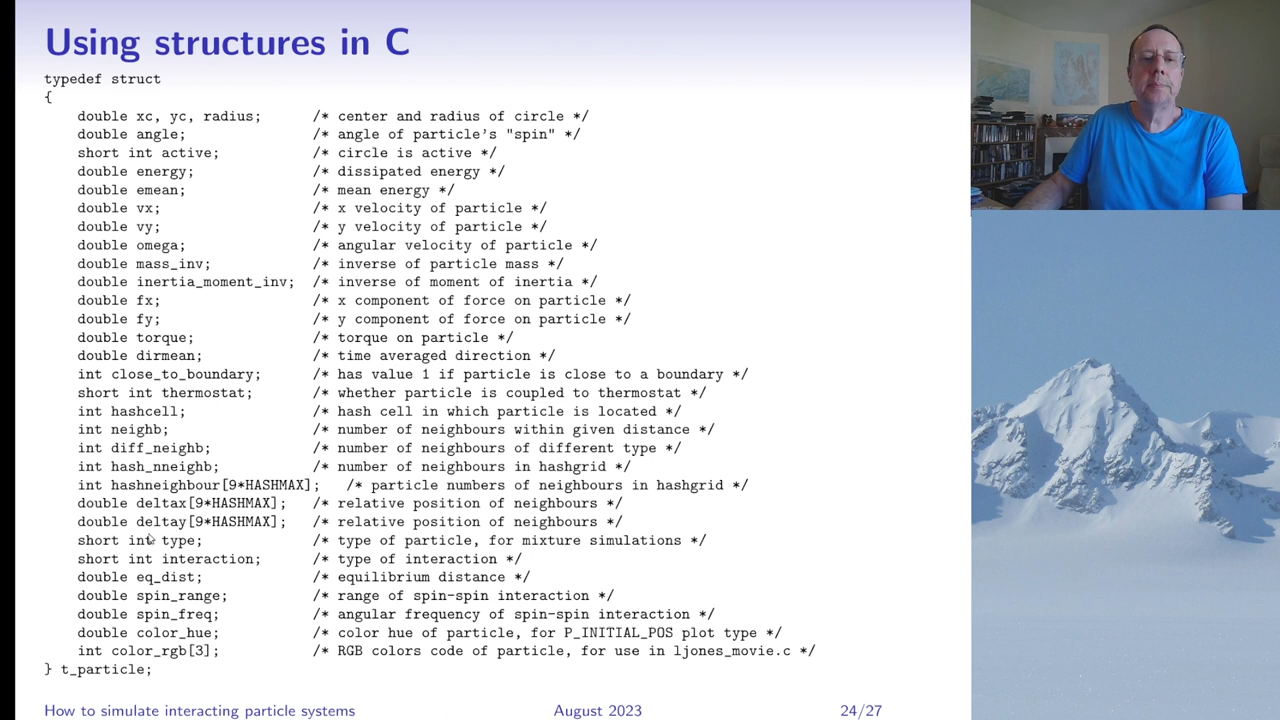 Using structures in C
typedef struct
{
double xc, yc, radius; /* center and radius of circle */
double angle; /* angle of particle's "spin" */
short int active; /* circle is active */
double energy; /* dissipated energy */
double emean; /* mean energy */
double vx; /* x velocity of particle */
double vy; /* y velocity of particle */
double omega; /* angular velocity of particle */
double mass_inv; /* inverse of particle mass */
double inertia_moment_inv; /* inverse of moment of inertia */
double fx; /* x component of force on particle */
double fy; /* y component of force on particle */
double torque; /* torque on particle */
double dirmean; /* time averaged direction */
int close_to_boundary; /* has value 1 if particle is close to a boundary */
short int thermostat; /* whether particle is coupled to thermostat */
int hashcell; /* hash cell in which particle is located */
int neighb; /* number of neighbours within given distance */
int diff_neighb; /* number of neighbours of different type */
int hash_nneighb; /* number of neighbours in hashgrid */
int hashneighbour[9*HASHMAX]; /* particle numbers of neighbours in hashgrid */
double deltax[9*HASHMAX]; /* relative position of neighbours */
double deltay[9*HASHMAX]; /* relative position of neighbours */
short int type; /* type of particle, for mixture simulations */
short int interaction; /* type of interaction */
double eq_dist; /* equilibrium distance */
double spin_range; /* range of spin-spin interaction */
double spin_freq; /* angular frequency of spin-spin interaction */
double color_hue; /* color hue of particle, for P_INITIAL_POS plot type */
int color_rgb[3]; /* RGB colors code of particle, for use in ljones_movie.c */
} t_particle;
How to simulate interacting particle systems August 2023 24/27